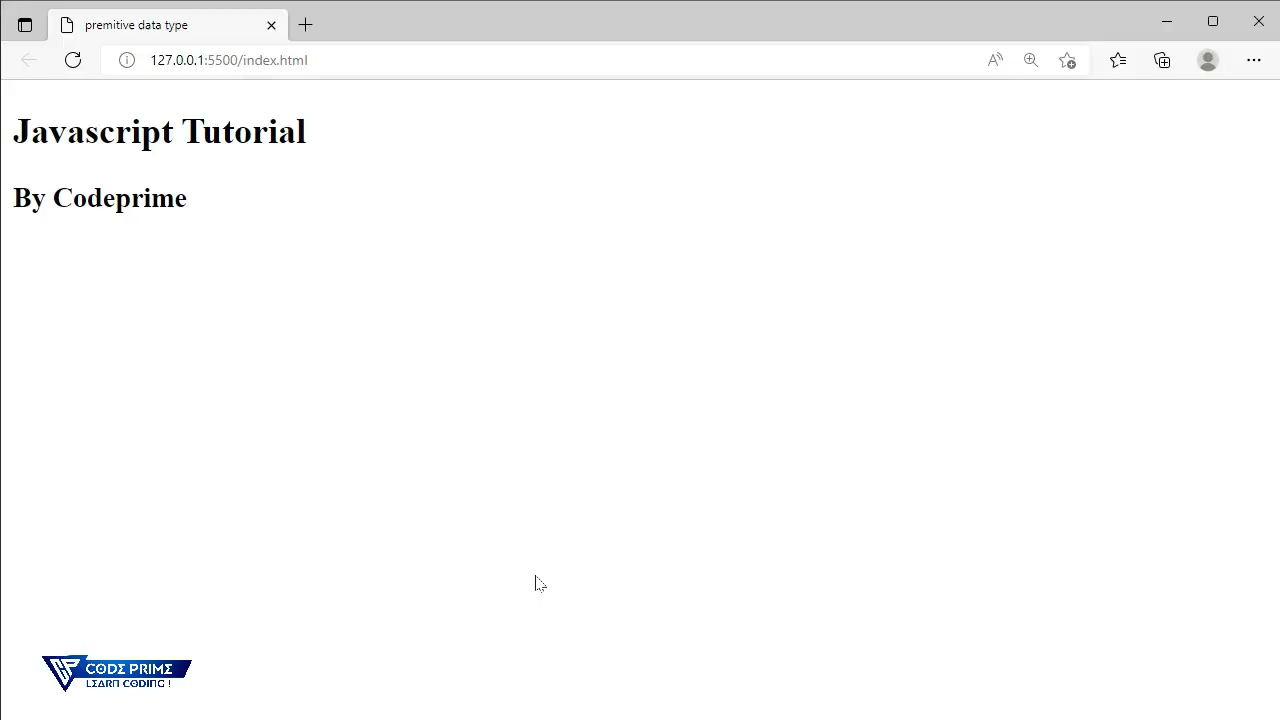 premitive data type
127.0.0.1:5500/index.html
Javascript Tutorial
By Codeprime
CODE PRIME
LEARN CODING !